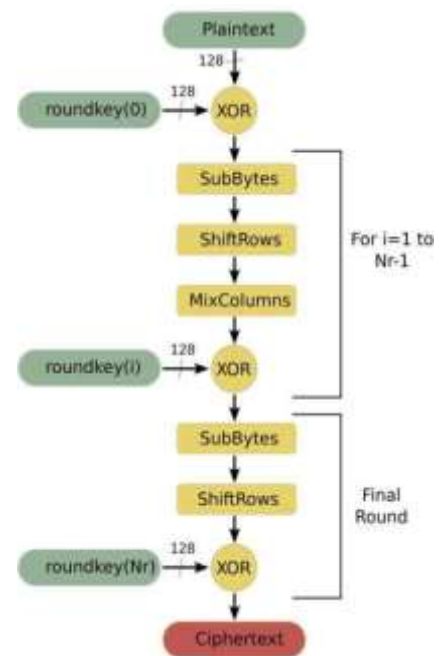 Plaintext
128
128
roundkey(0)
XOR
SubBytes
ShiftRows
For i=1 to
Nr-1
MixColumns
128
roundkey(i)
XOR
SubBytes
ShiftRows
Final
Round
128
roundkey(Nr)
XOR
Ciphertext